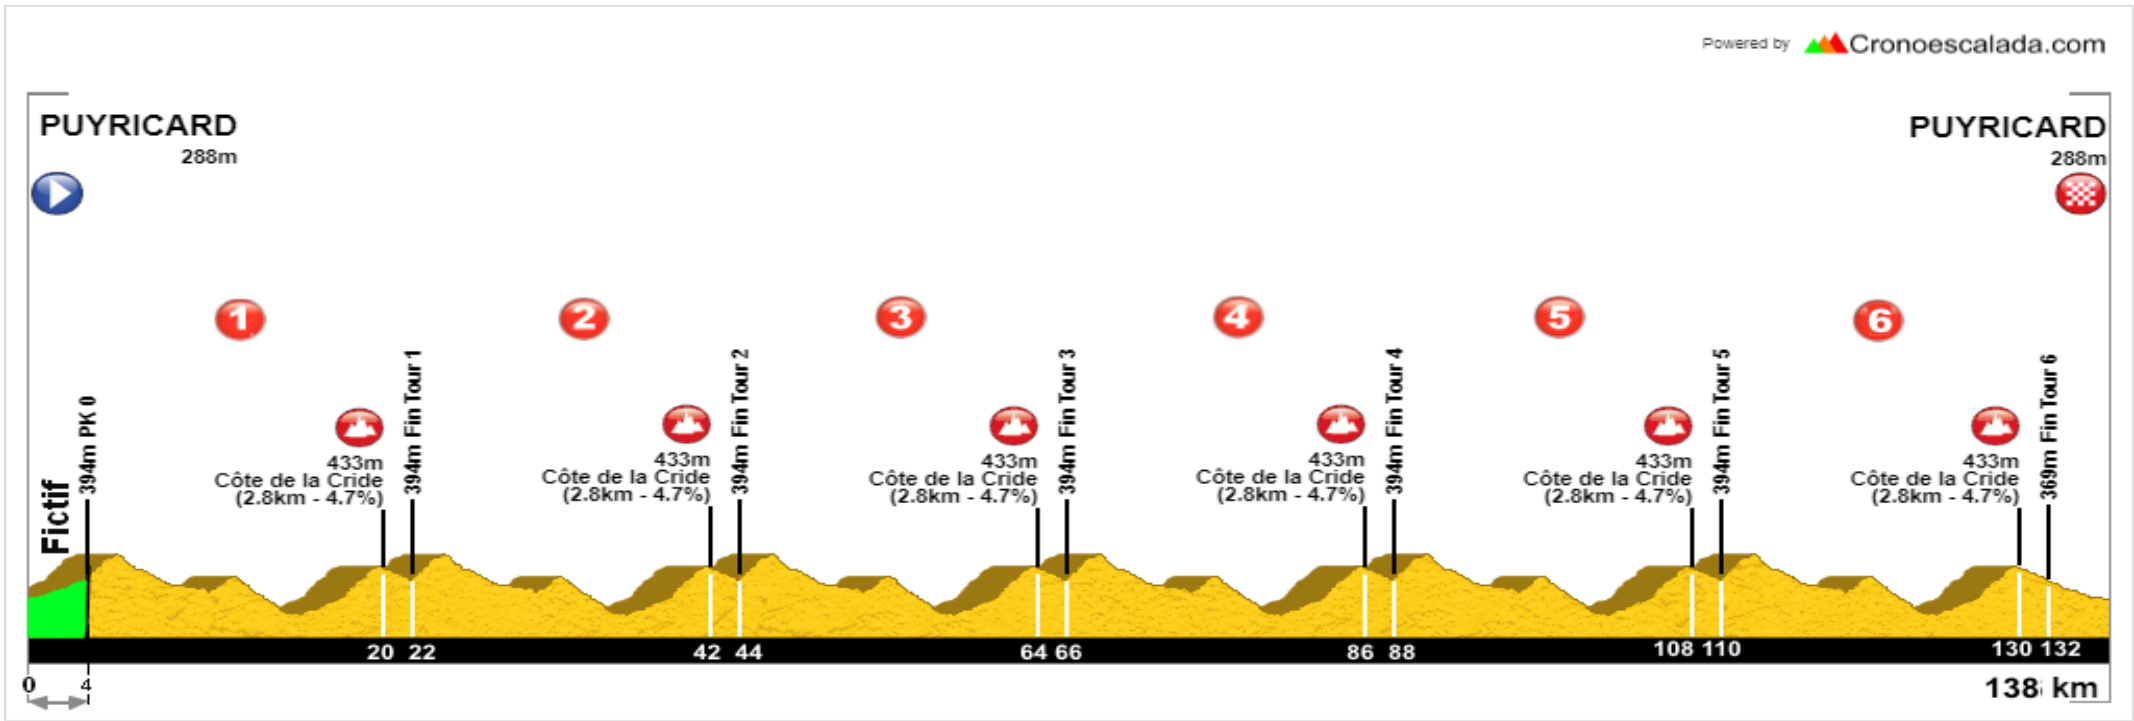 Powered by Cronoescalada.com
PUYRICARD
288m
PUYRICARD
288m
1
2
3
4
5
6
Fictif
394m PK 0
433m
Côte de la Cride
(2.8km - 4.7%)
394m Fin Tour 1
433m
Côte de la Cride
(2.8km - 4.7%)
394m Fin Tour 2
433m
Côte de la Cride
(2.8km - 4.7%)
394m Fin Tour 3
433m
Côte de la Cride
(2.8km - 4.7%)
394m Fin Tour 4
433m
Côte de la Cride
(2.8km - 4.7%)
394m Fin Tour 5
433m
Côte de la Cride
(2.8km - 4.7%)
369m Fin Tour 6
20 22 42 44 64 66 86 88 108 110 130 132
0 4
138 km